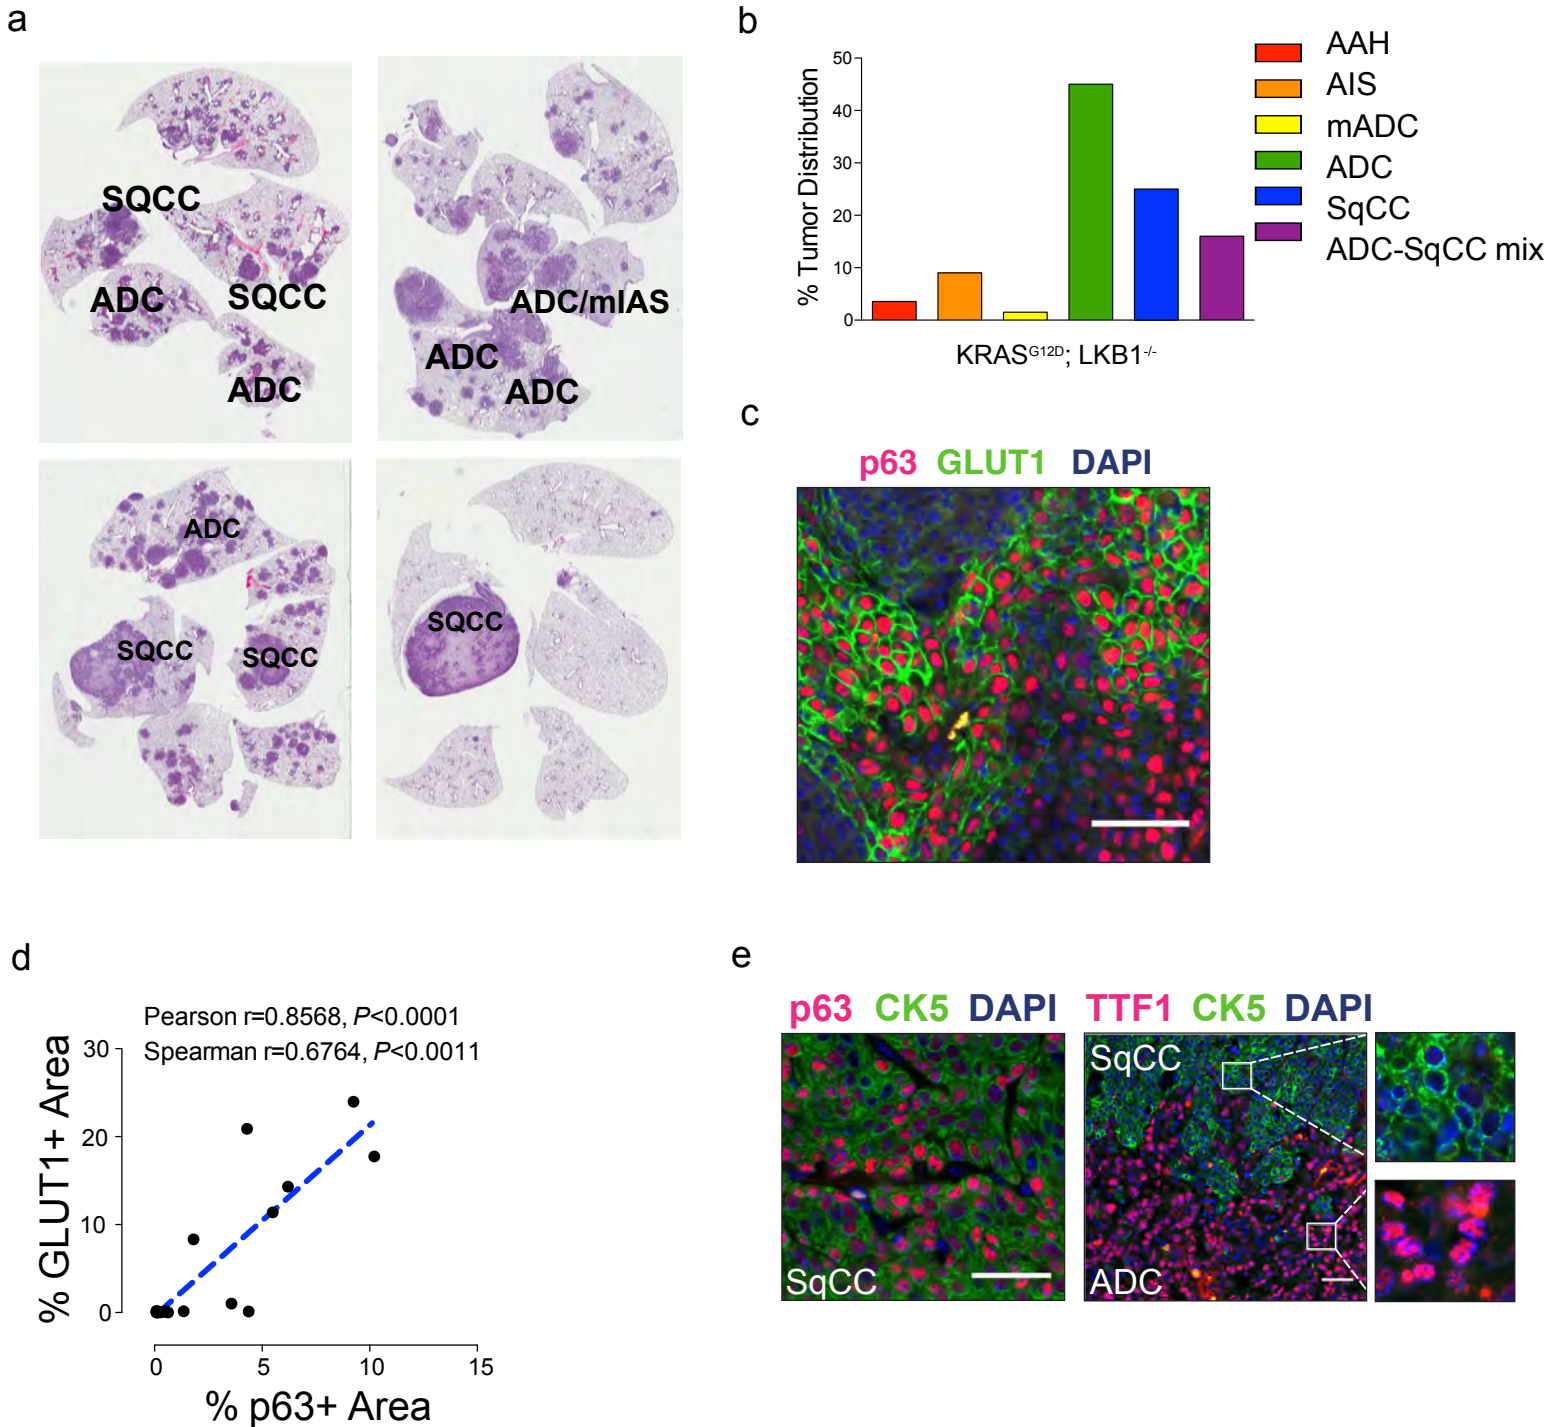 a
SQCC
ADC
SQCC
ADC
ADC/mIAS
ADC
ADC
ADC
SQCC
SQCC
SQCC
b
% Tumor Distribution
50
40
30
20
10
0
KRASG12D; LKB1-/-
AAH
AIS
mADC
ADC
SqCC
ADC-SqCC mix
c
p63 GLUT1 DAPI
d
Pearson r=0.8568, P<0.0001
Spearman r=0.6764, P<0.0011
% GLUT1+ Area
30
20
10
0
0 5 10 15
% p63+ Area
e
p63 CK5 DAPI
SqCC
TTF1 CK5 DAPI
SqCC
ADC